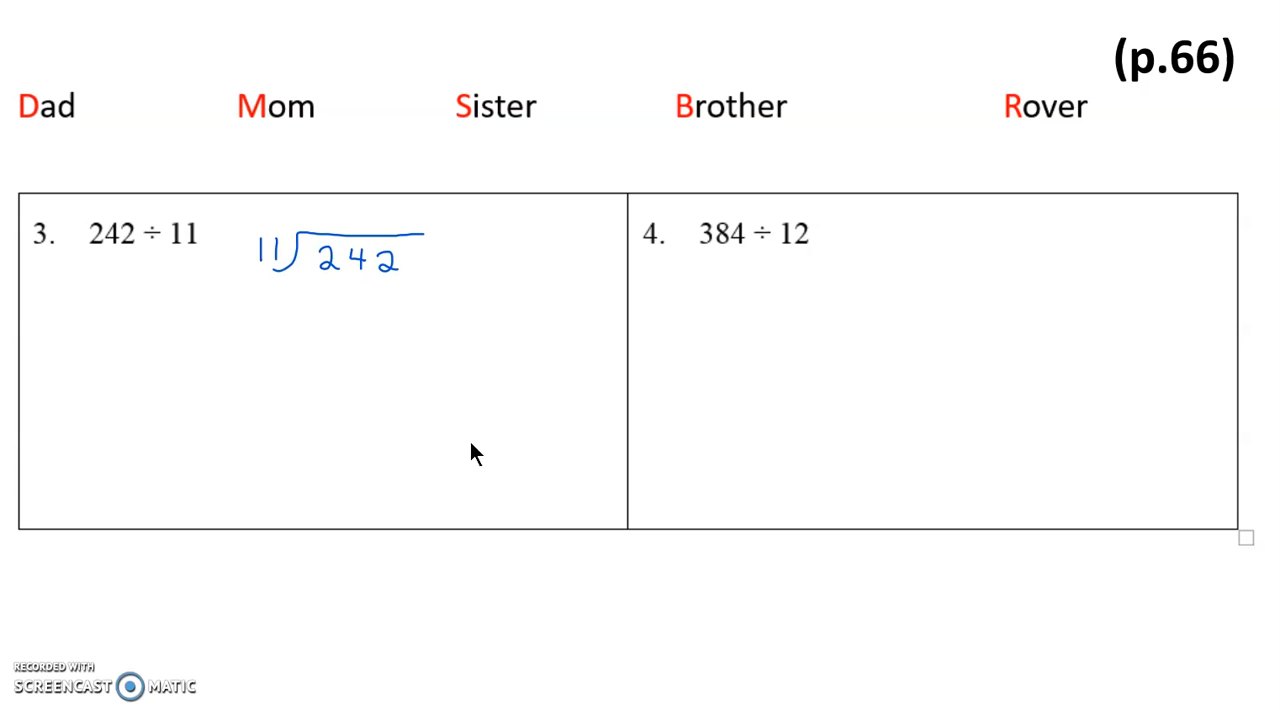 (p.66)
Dad Mom Sister Brother Rover
3. 242 ÷ 11 11)242 4. 384 ÷ 12
RECORDED WITH
SCREENCAST MATIC